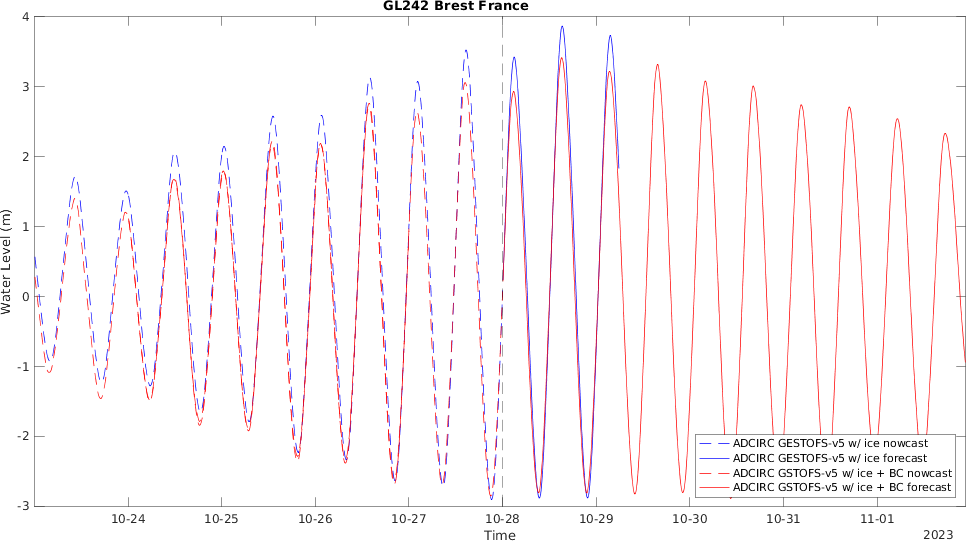 GL242 Brest France
4
3
2
1
0
-1
-2
-3
Water Level (m)
10-24 10-25 10-26 10-27 10-28 10-29 10-30 10-31 11-01
Time
2023
ADCIRC GESTOFS-v5 w/ ice nowcast
ADCIRC GESTOFS-v5 w/ ice forecast
ADCIRC GSTOFS-v5 w/ ice + BC nowcast
ADCIRC GSTOFS-v5 w/ ice + BC forecast